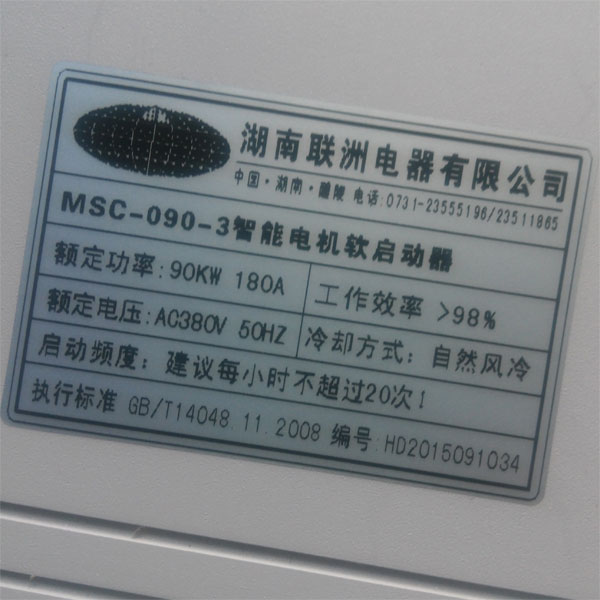 湖南联洲电器有限公司
中国·湖南·醴陵 电话:0731-23555196/23511865
MSC-090-3智能电机软启动器
额定功率:90KW 180A 工作效率 >98%
额定电压:AC380V 50HZ 冷却方式:自然风冷
启动频度:建议每小时不超过20次!
执行标准 GB/T14048.11.2008 编号:HD2015091034